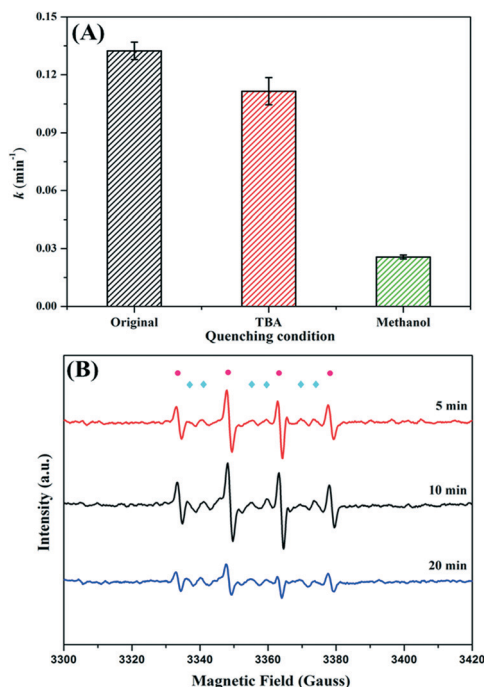 (A)
k (min⁻¹)
0.15
0.12
0.09
0.06
0.03
0.00
Original TBA Methanol
Quenching condition
(B)
Intensity (a.u.)
5 min
10 min
20 min
3300 3320 3340 3360 3380 3400 3420
Magnetic Field (Gauss)